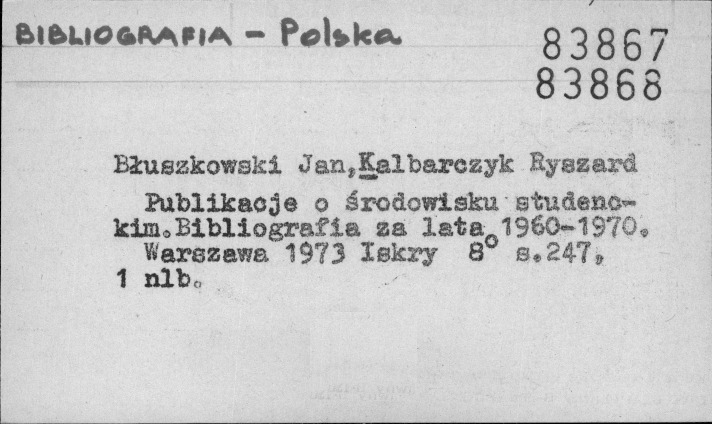 BIBLIOGRAFIA - Polska
83867
83868
Błuszkowski Jan, Kalbarczyk Ryszard
Publikacje o środowisku studenc-
kim. Bibliografia za lata 1960-1970.
Warszawa 1973 Iskry 8° s.247,
1 nlb.